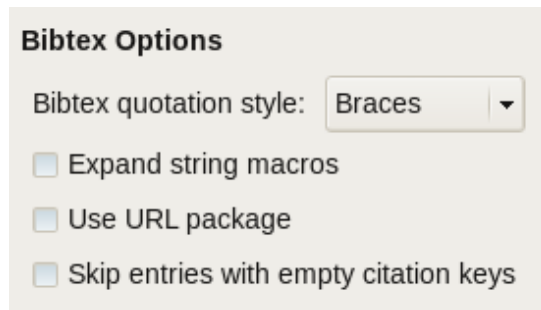 Bibtex Options
Bibtex quotation style: Braces
Expand string macros
Use URL package
Skip entries with empty citation keys